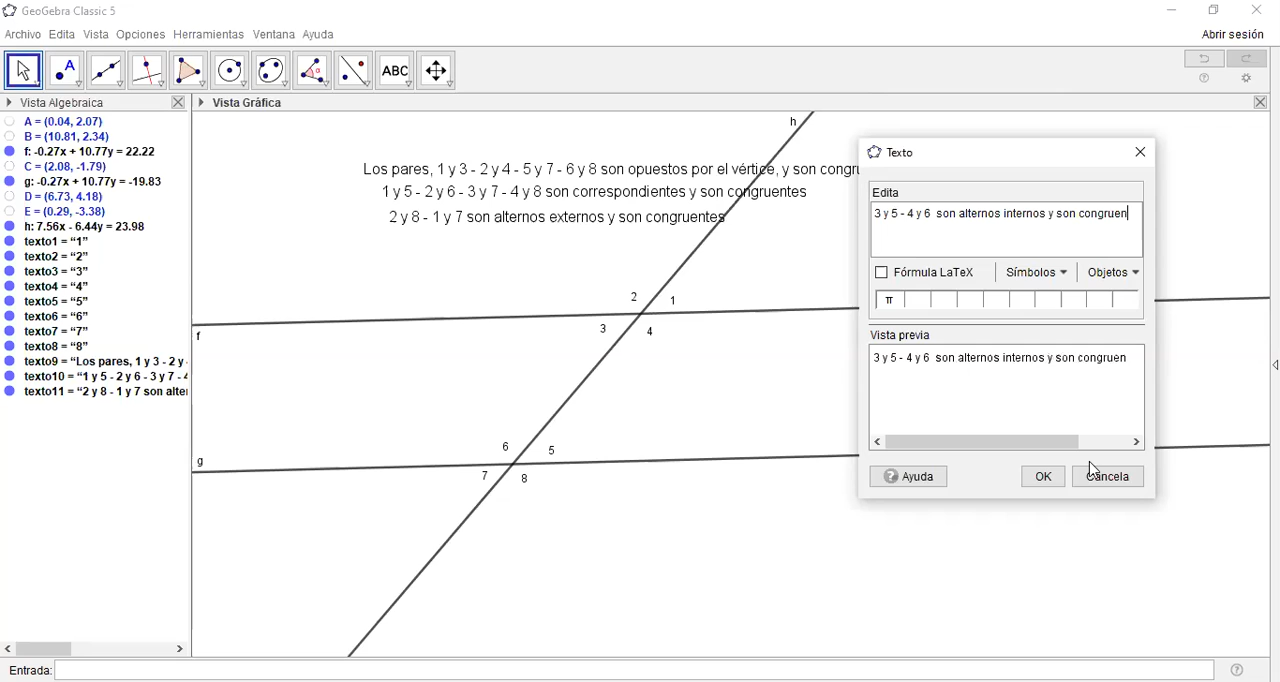 GeoGebra Classic 5
Archivo Edita Vista Opciones Herramientas Ventana Ayuda
Abrir sesión
ABC
Vista Algebraica
Vista Gráfica
A = (0.04, 2.07)
B = (10.81, 2.34)
f: -0.27x + 10.77y = 22.22
C = (2.08, -1.79)
g: -0.27x + 10.77y = -19.83
D = (6.73, 4.18)
E = (0.29, -3.38)
h: 7.56x - 6.44y = 23.98
texto1 = “1”
texto2 = “2”
texto3 = “3”
texto4 = “4”
texto5 = “5”
texto6 = “6”
texto7 = “7”
texto8 = “8”
texto9 = “Los pares, 1 y 3 - 2 y
texto10 = “1 y 5 - 2 y 6 - 3 y 7 - 4
texto11 = “2 y 8 - 1 y 7 son alte
h
Los pares, 1 y 3 - 2 y 4 - 5 y 7 - 6 y 8 son opuestos por el vértice, y son congru
1 y 5 - 2 y 6 - 3 y 7 - 4 y 8 son correspondientes y son congruentes
2 y 8 - 1 y 7 son alternos externos y son congruentes
2 1
3 4
f
6 5
g
7 8
Texto
Edita
3 y 5 - 4 y 6 son alternos internos y son congruen
Fórmula LaTeX Símbolos Objetos
π
Vista previa
3 y 5 - 4 y 6 son alternos internos y son congruen
Ayuda OK Cancela
Entrada: